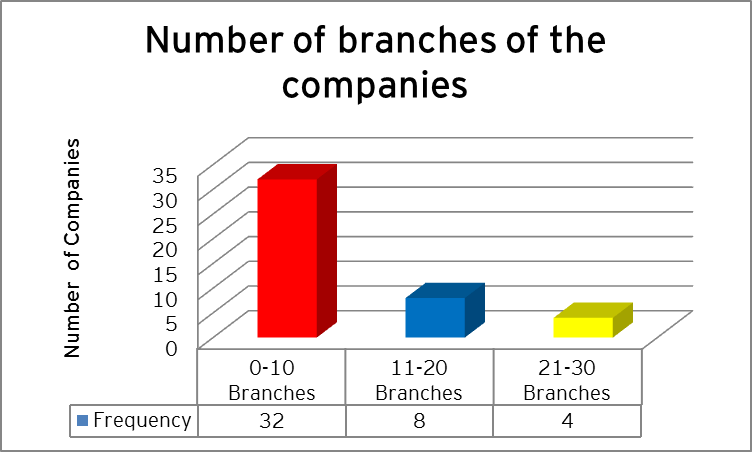 Number of branches of the
companies
Number of Companies
35
30
25
20
15
10
5
0
0-10 11-20 21-30
Branches Branches Branches
Frequency 32 8 4